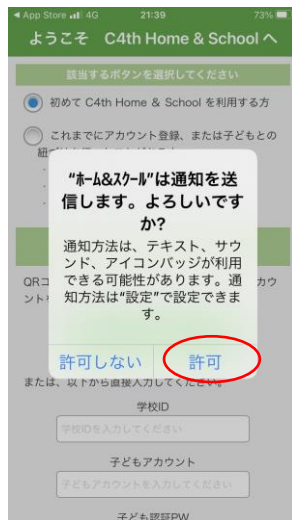 App Store 4G 21:39 73%
ようこそ C4th Home & School へ
該当するボタンを選択してください
初めて C4th Home & School を利用する方
これまでにアカウント登録、または子どもとの
紐
"ホーム&スクール"は通知を送
信します。よろしいです
か?
通知方法は、テキスト、サウ
ンド、アイコンバッジが利用
できる可能性があります。通
知方法は"設定"で設定できま
す。
QRコ
カウ
ント
許可しない 許可
または、以下から直接入力してください。
学校ID
学校IDを入力してください
子どもアカウント
子どもアカウントを入力してください
子ども認証PW